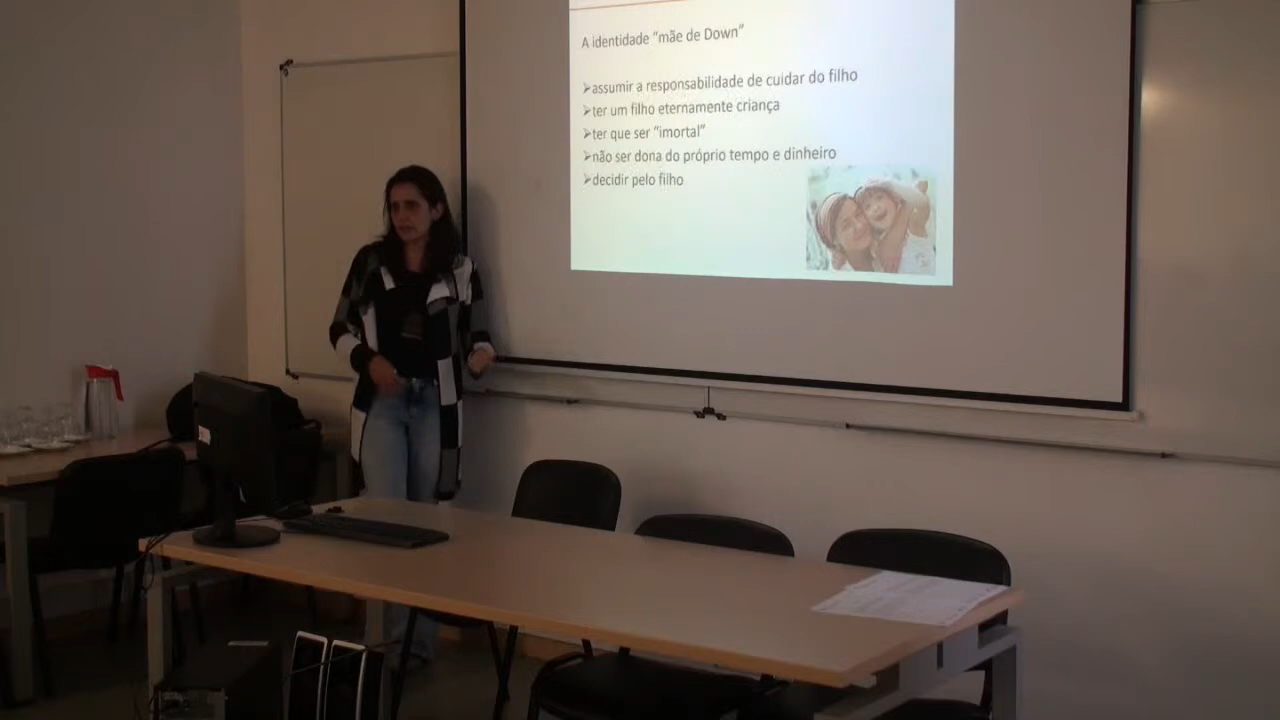 A identidade "mãe de Down"
➢assumir a responsabilidade de cuidar do filho
➢ter um filho eternamente criança
➢ter que ser "imortal"
➢não ser dona do próprio tempo e dinheiro
➢decidir pelo filho